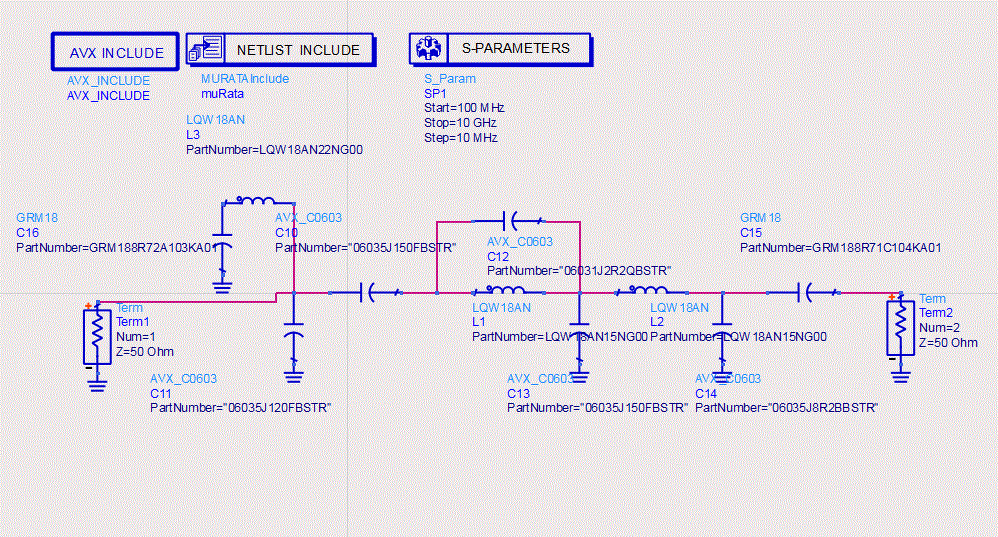 AVX INCLUDE
AVX_INCLUDE
AVX_INCLUDE
NETLIST INCLUDE
MURATAInclude
muRata
LQW18AN
L3
PartNumber=LQW18AN22NG00
S-PARAMETERS
S_Param
SP1
Start=100 MHz
Stop=10 GHz
Step=10 MHz
GRM18
C16
PartNumber=GRM188R72A103KA01
AVX_C0603
C10
PartNumber="06035J150FBSTR"
AVX_C0603
C12
PartNumber="06031J2R2QBSTR"
GRM18
C15
PartNumber=GRM188R71C104KA01
+
Term
Term1
Num=1
Z=50 Ohm
-
LQW18AN
L1
PartNumber=LQW18AN15NG00
LQW18AN
L2
PartNumber=LQW18AN15NG00
+
Term
Term2
Num=2
Z=50 Ohm
-
AVX_C0603
C11
PartNumber="06035J120FBSTR"
AVX_C0603
C13
PartNumber="06035J150FBSTR"
AVX_C0603
C14
PartNumber="06035J8R2BBSTR"